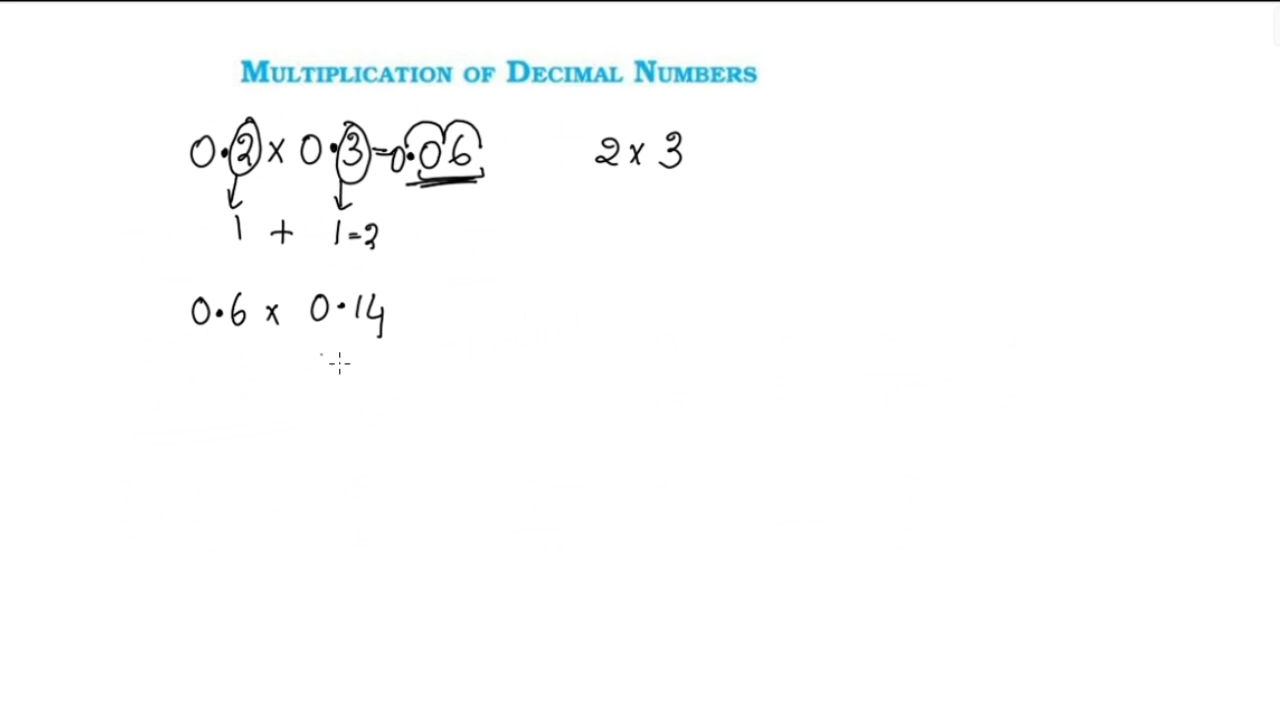 MULTIPLICATION OF DECIMAL NUMBERS
0.2 x 0.3 = 0.06 2 x 3
1 + 1 = 2
0.6 x 0.14